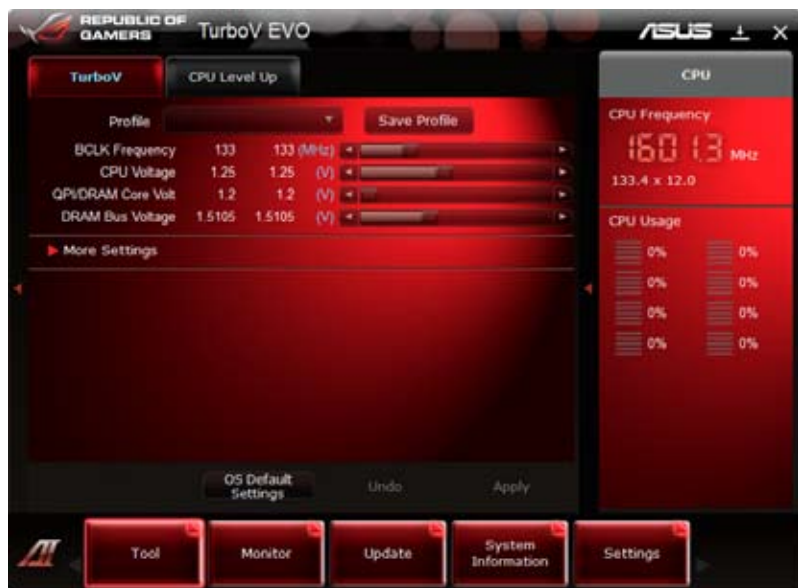 REPUBLIC OF
GAMERS
TurboV EVO
ASUS
TurboV
CPU Level Up
Profile
Save Profile
BCLK Frequency 133 133 (MHz)
CPU Voltage 1.25 1.25 (V)
QPI/DRAM Core Volt 1.2 1.2 (V)
DRAM Bus Voltage 1.5105 1.5105 (V)
More Settings
OS Default
Settings
Undo
Apply
CPU
CPU Frequency
1601.3 MHz
133.4 x 12.0
CPU Usage
0% 0%
0% 0%
0% 0%
0% 0%
AI
Tool
Monitor
Update
System
Information
Settings